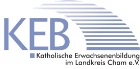 KEB
Katholische Erwachsenenbildung
im Landkreis Cham e.V.